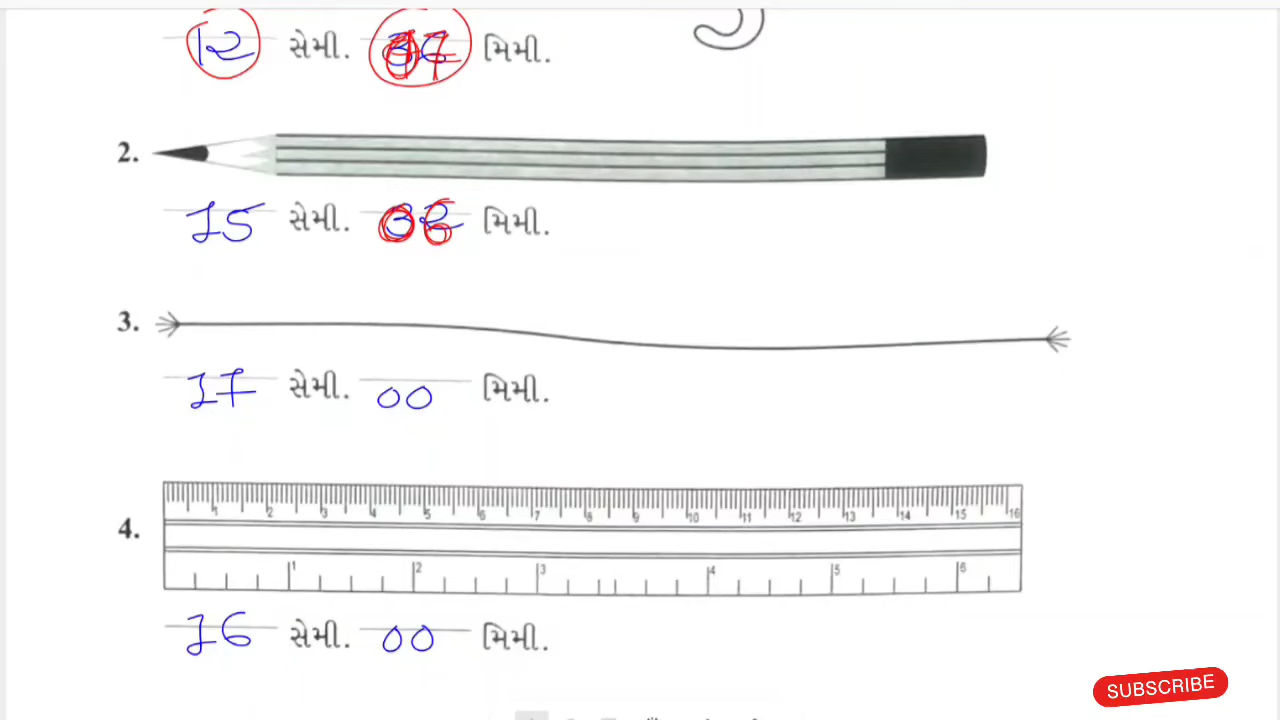 12 સેમી. મિમી.
2.
15 સેમી. 06 મિમી.
3.
17 સેમી. 00 મિમી.
1 2 3 4 5 6 7 8 9 10 11 12 13 14 15 16
4.
1 2 3 4 5 6
16 સેમી. 00 મિમી.
SUBSCRIBE